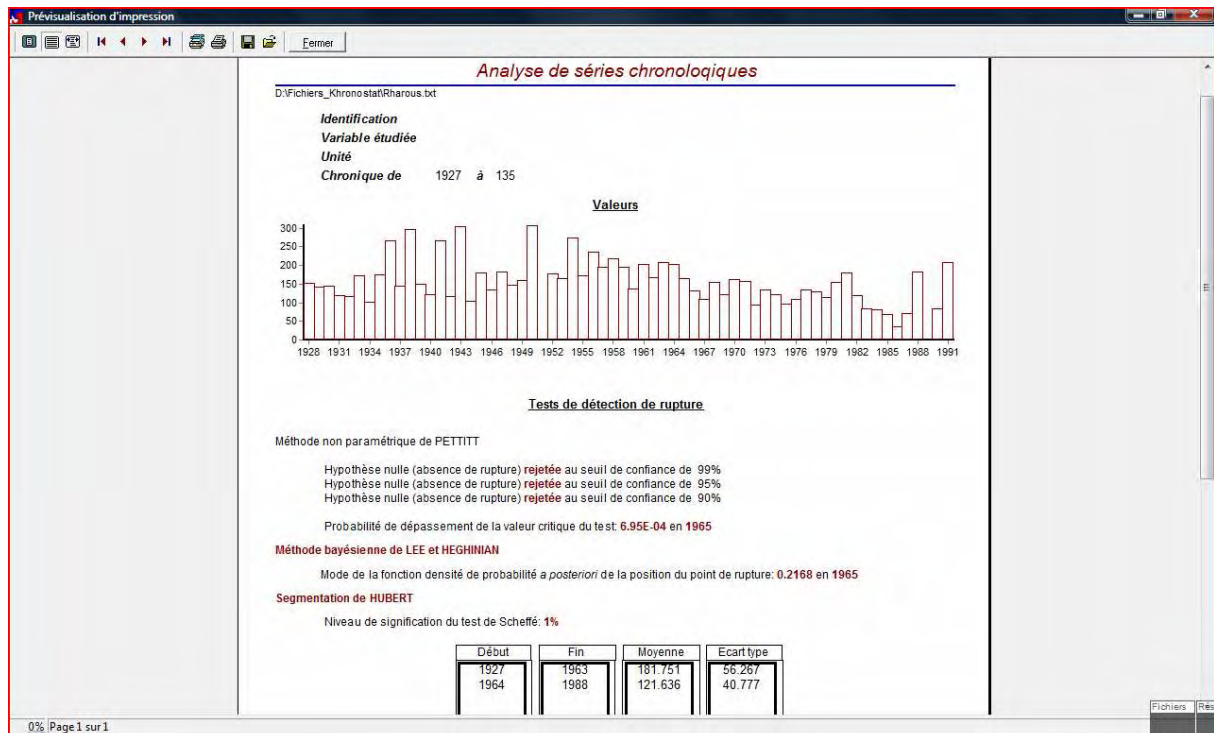 Prévisualisation d'impression
Fermer
Analyse de séries chronologiques
D:\Fichiers_Khronostat\Rharous.txt
Identification
Variable étudiée
Unité
Chronique de 1927 à 135
Valeurs
300
250
200
150
100
50
0
1928 1931 1934 1937 1940 1943 1946 1949 1952 1955 1958 1961 1964 1967 1970 1973 1976 1979 1982 1985 1988 1991
Tests de détection de rupture
Méthode non paramétrique de PETTITT
Hypothèse nulle (absence de rupture) rejetée au seuil de confiance de 99%
Hypothèse nulle (absence de rupture) rejetée au seuil de confiance de 95%
Hypothèse nulle (absence de rupture) rejetée au seuil de confiance de 90%
Probabilité de dépassement de la valeur critique du test: 6.95E-04 en 1965
Méthode bayésienne de LEE et HEGHINIAN
Mode de la fonction densité de probabilité a posteriori de la position du point de rupture: 0.2168 en 1965
Segmentation de HUBERT
Niveau de signification du test de Scheffé: 1%
Début Fin Moyenne Ecart type
1927 1963 181.751 56.267
1964 1988 121.636 40.777
Fichiers Rés
0% Page 1 sur 1